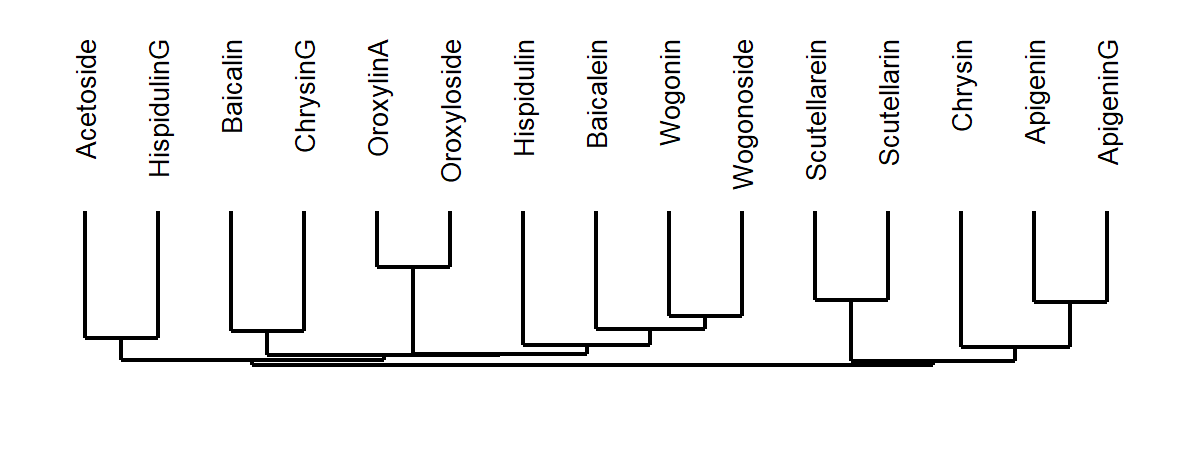 Acetoside
HispidulinG
Baicalin
ChrysinG
OroxylinA
Oroxyloside
Hispidulin
Baicalein
Wogonin
Wogonoside
Scutellarein
Scutellarin
Chrysin
Apigenin
ApigeninG